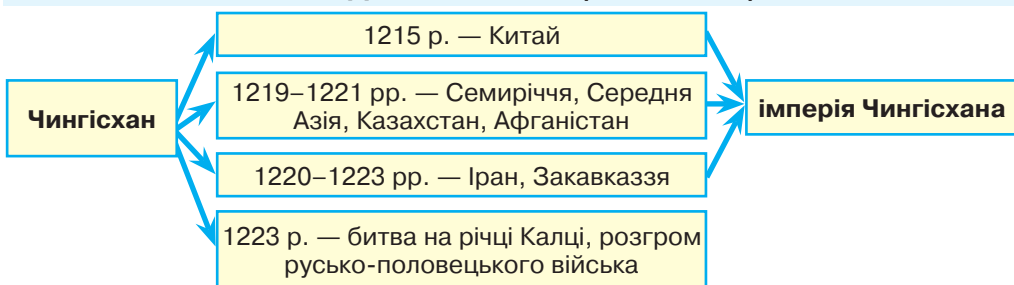 1215 р. — Китай
Чингісхан
1219–1221 рр. — Семиріччя, Середня
Азія, Казахстан, Афганістан
імперія Чингісхана
1220–1223 рр. — Іран, Закавказзя
1223 р. — битва на річці Калці, розгром
русько-половецького війська